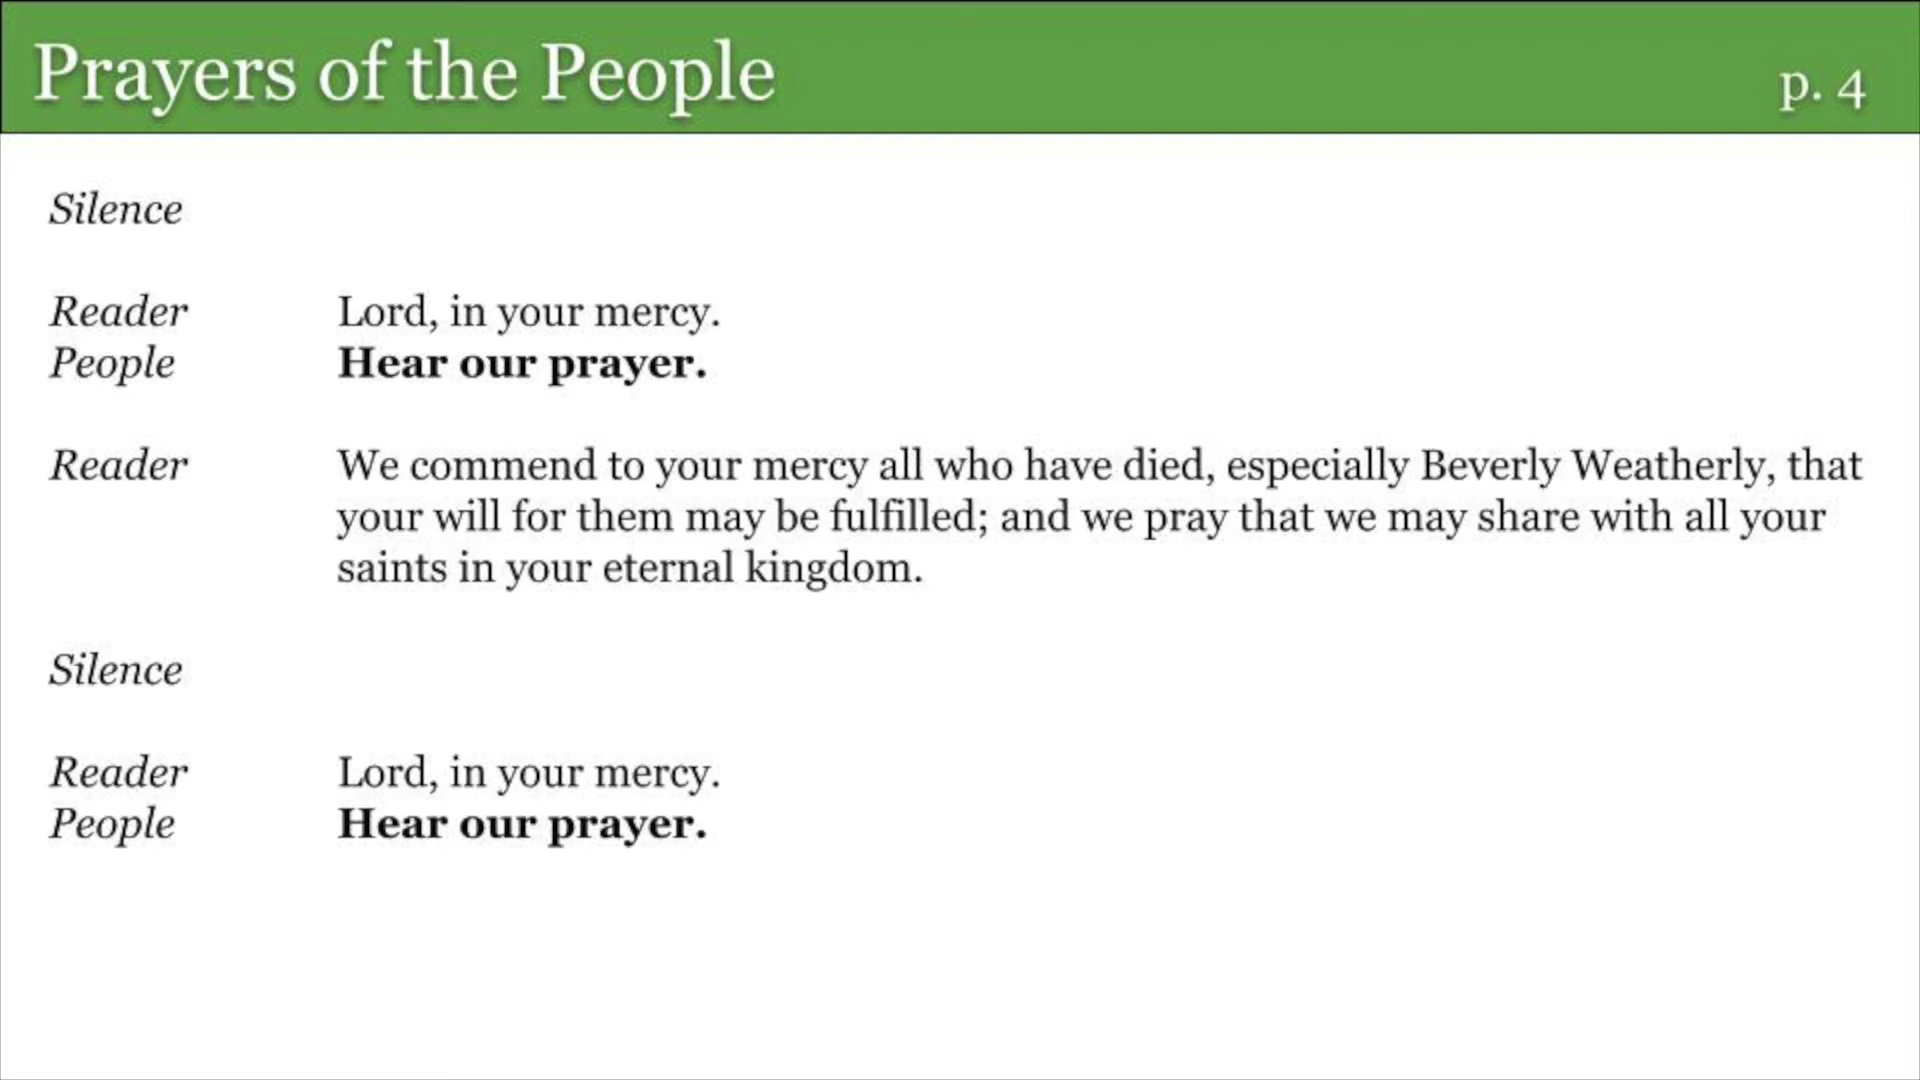 Prayers of the People p. 4
Silence
Reader Lord, in your mercy.
People Hear our prayer.
Reader We commend to your mercy all who have died, especially Beverly Weatherly, that
your will for them may be fulfilled; and we pray that we may share with all your
saints in your eternal kingdom.
Silence
Reader Lord, in your mercy.
People Hear our prayer.